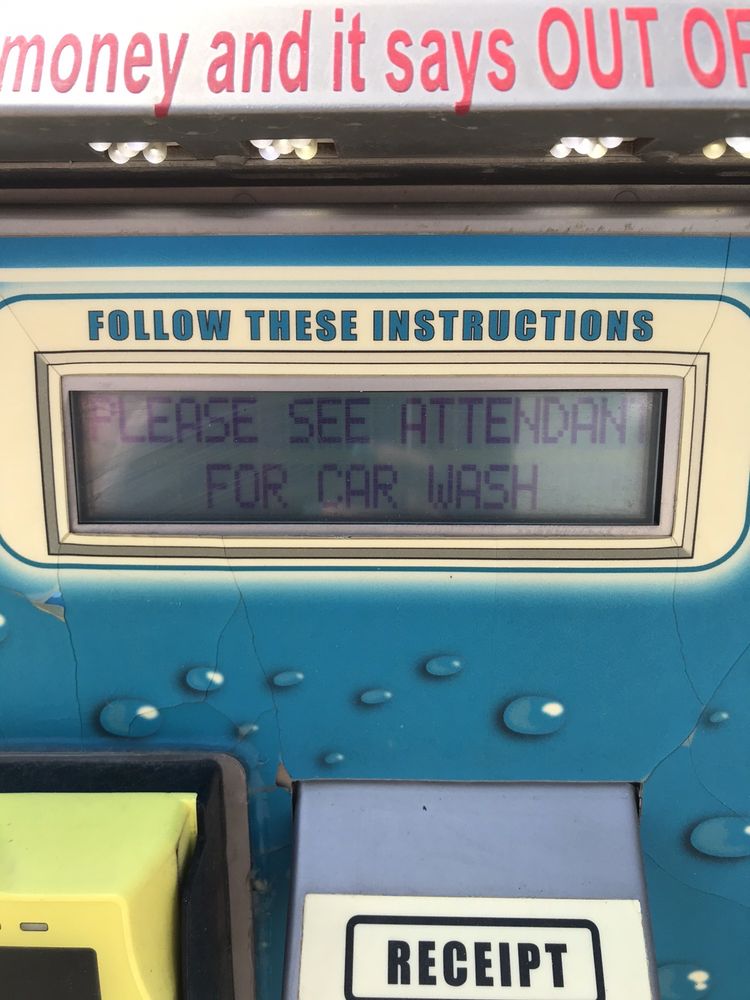 money and it says OUT OF
FOLLOW THESE INSTRUCTIONS
PLEASE SEE ATTENDANT
FOR CAR WASH
RECEIPT